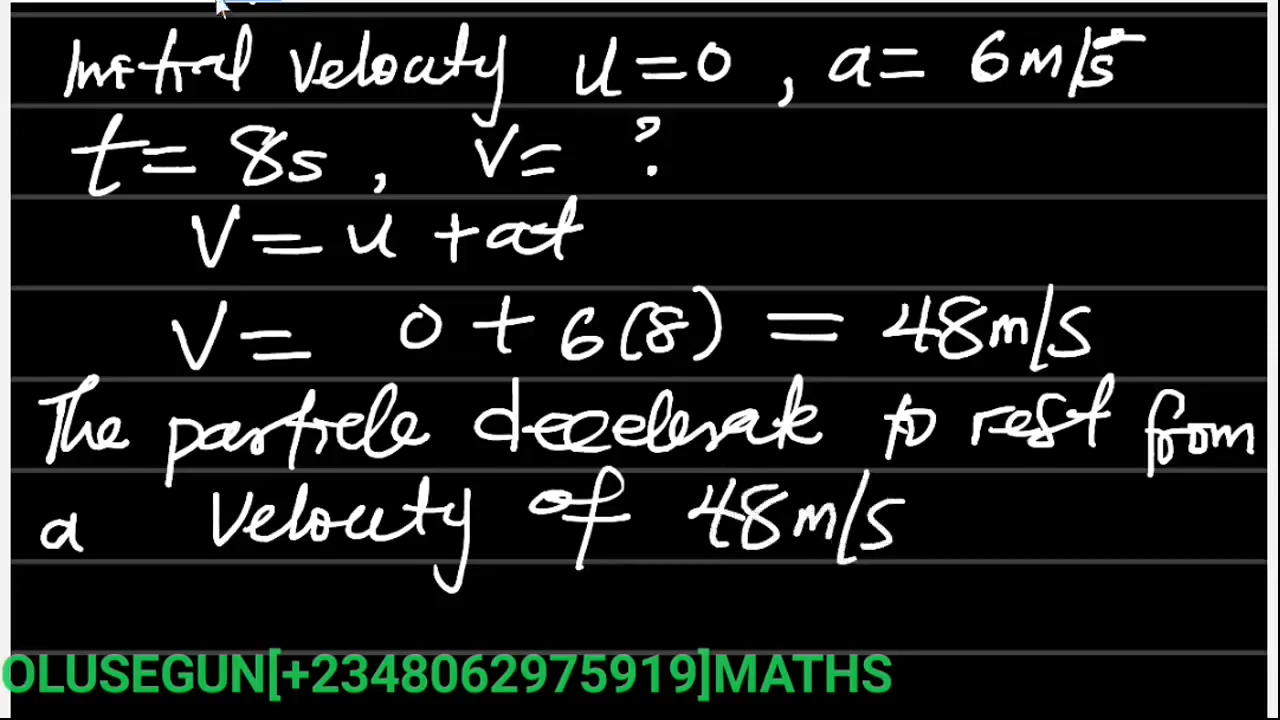 Initial velocity u = 0 , a = 6m/s²
t = 8s , v = ?
v = u + at
v = 0 + 6(8) = 48m/s
The particle decelerate to rest from
a velocity of 48m/s
OLUSEGUN[+2348062975919]MATHS